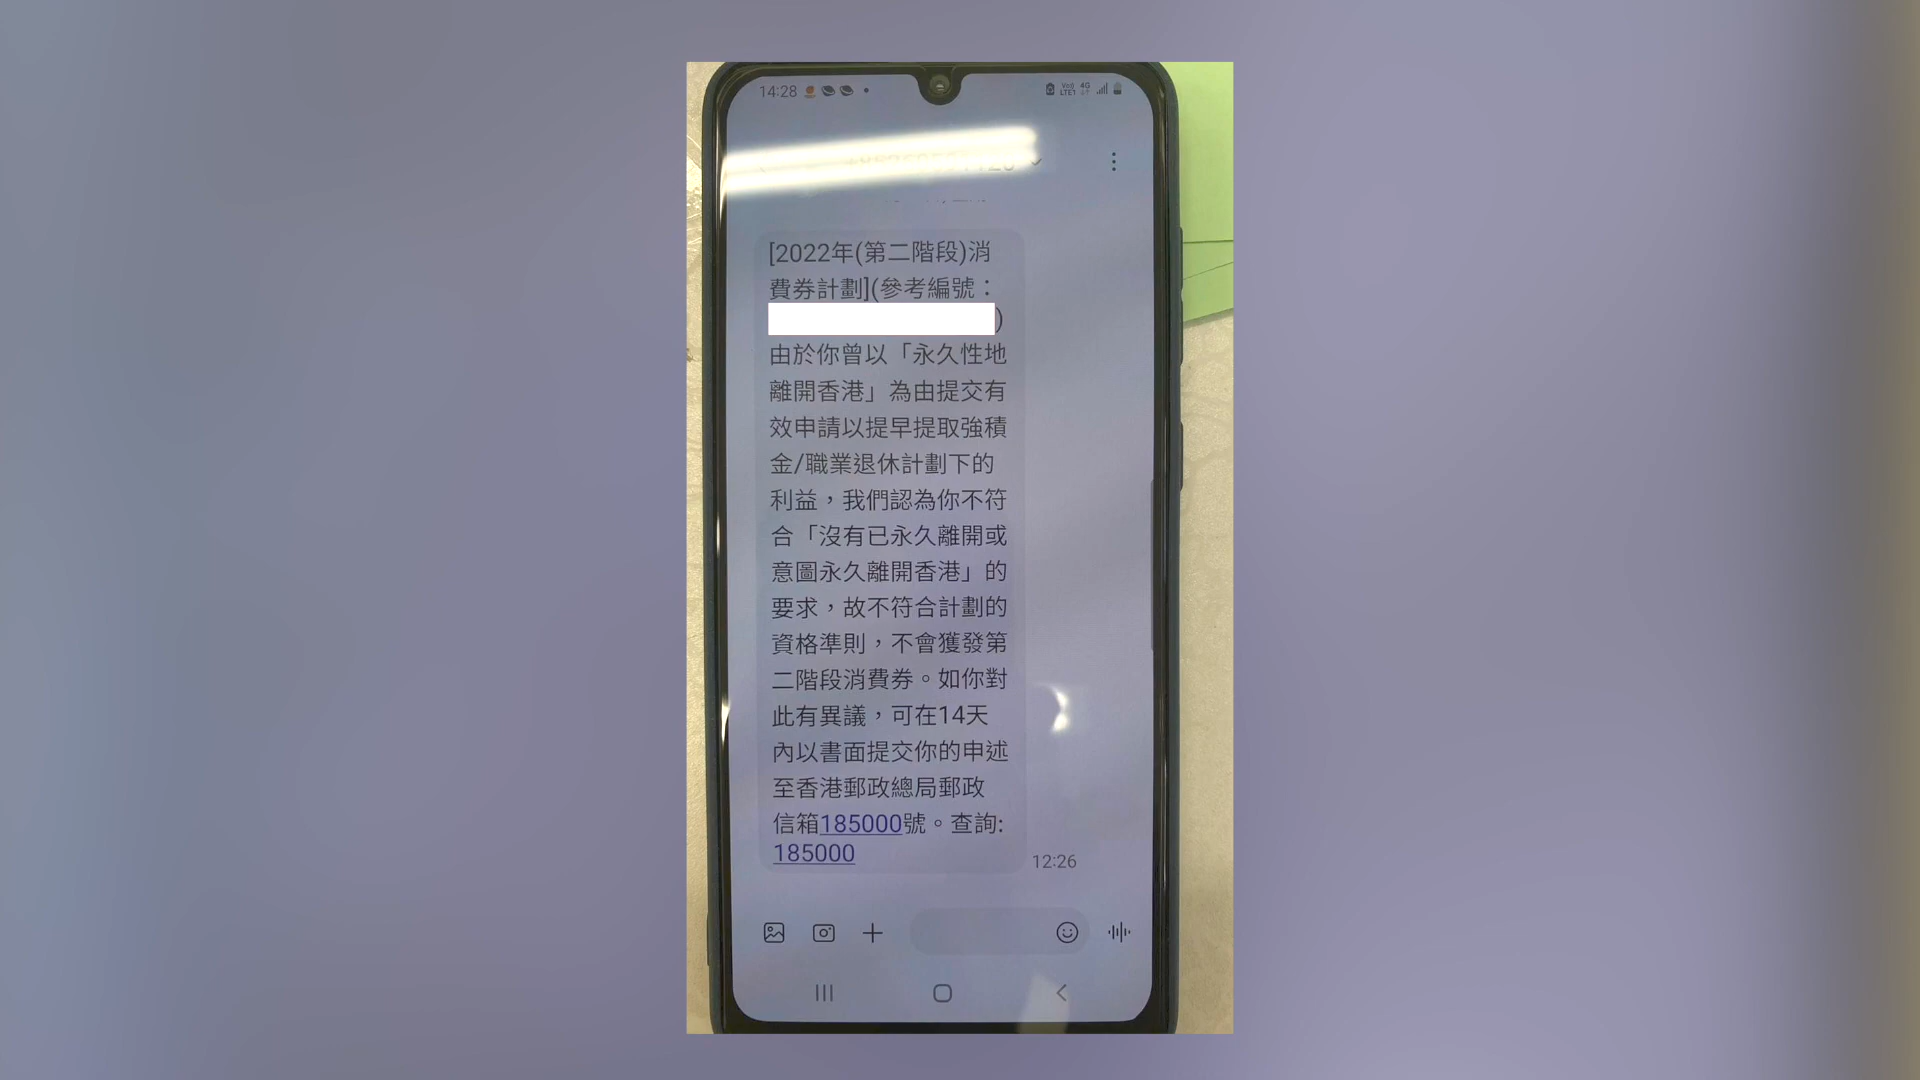 14:28
[2022年(第二階段)消
費券計劃](參考編號：
)
由於你曾以「永久性地
離開香港」為由提交有
效申請以提早提取強積
金/職業退休計劃下的
利益，我們認為你不符
合「沒有已永久離開或
意圖永久離開香港」的
要求，故不符合計劃的
資格準則，不會獲發第
二階段消費券。如你對
此有異議，可在14天
內以書面提交你的申述
至香港郵政總局郵政
信箱185000號。查詢:
185000
12:26